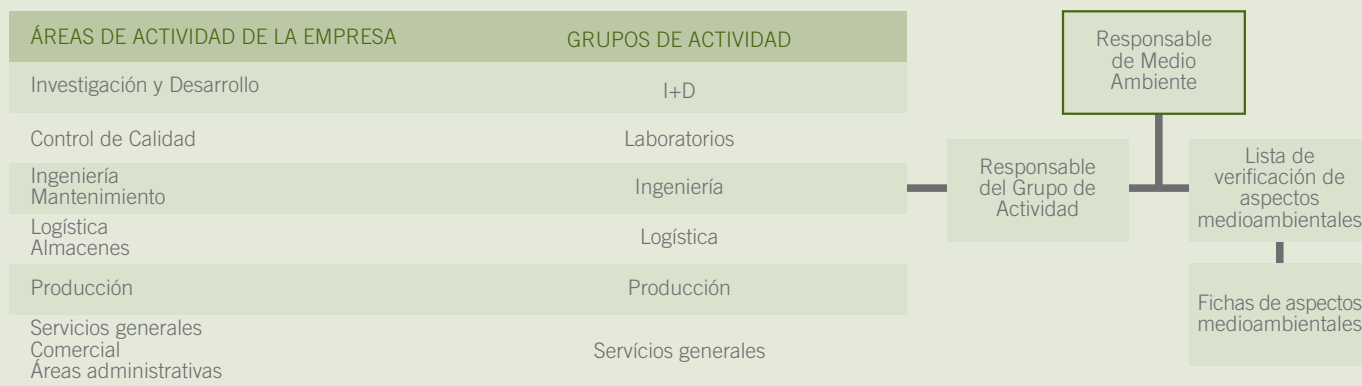 ÁREAS DE ACTIVIDAD DE LA EMPRESA
GRUPOS DE ACTIVIDAD
Investigación y Desarrollo
I+D
Control de Calidad
Laboratorios
Ingeniería
Mantenimiento
Ingeniería
Logística
Almacenes
Logística
Producción
Producción
Servicios generales
Comercial
Áreas administrativas
Servícios generales
Responsable
de Medio
Ambiente
Responsable
del Grupo de
Actividad
Lista de
verificación de
aspectos
medioambientales
Fichas de aspectos
medioambientales